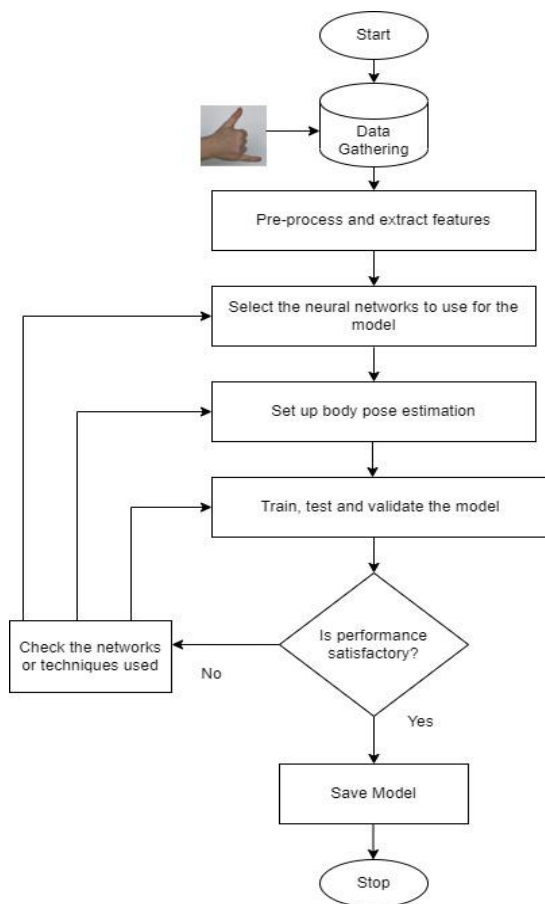 Start
Data
Gathering
Pre-process and extract features
Select the neural networks to use for the
model
Set up body pose estimation
Train, test and validate the model
Is performance
satisfactory?
Check the networks
or techniques used
No
Yes
Save Model
Stop